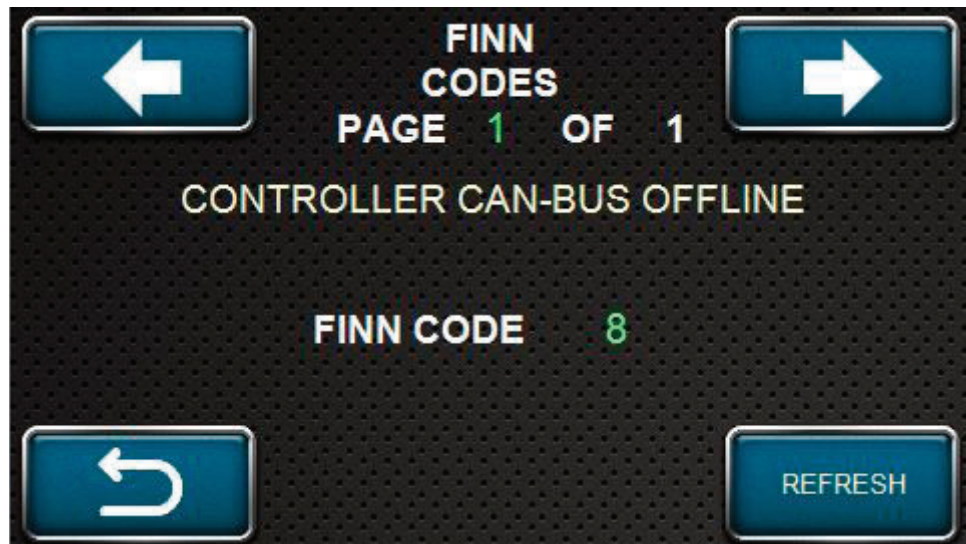 FINN
CODES
PAGE 1 OF 1
CONTROLLER CAN-BUS OFFLINE
FINN CODE 8
REFRESH